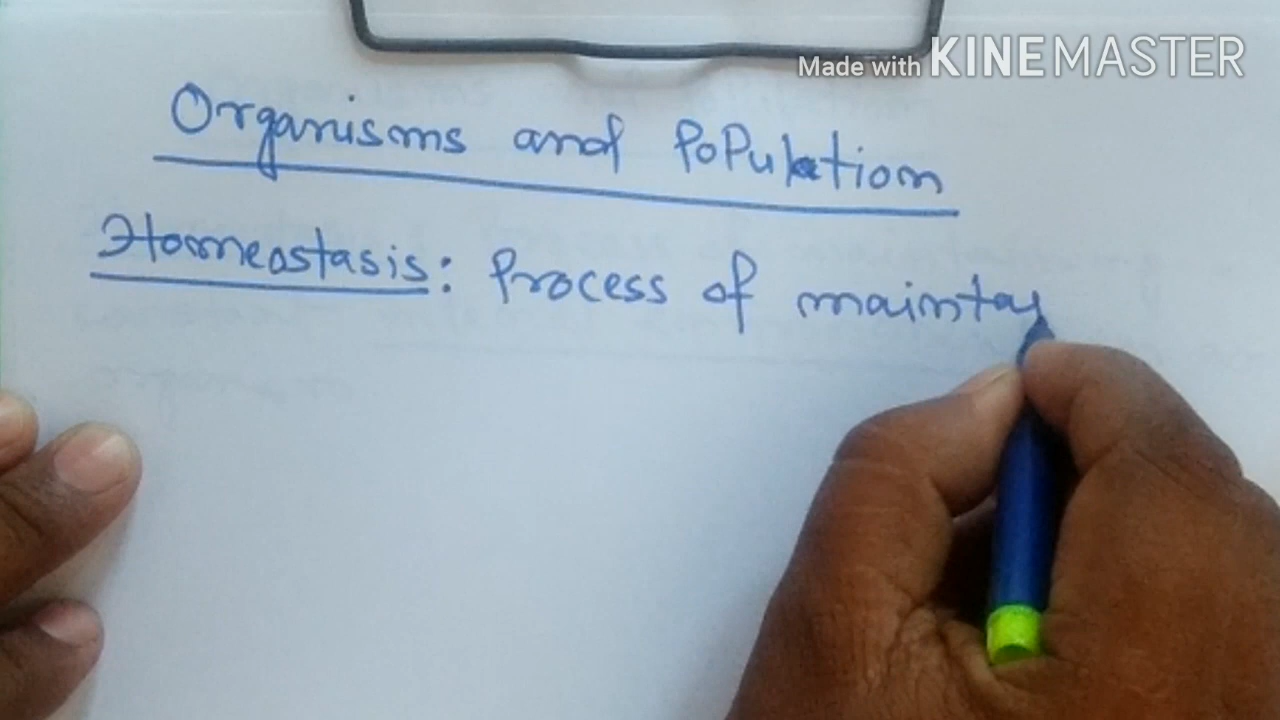 Made with KINEMASTER
Organisms and Population
Homeostasis: Process of maintai